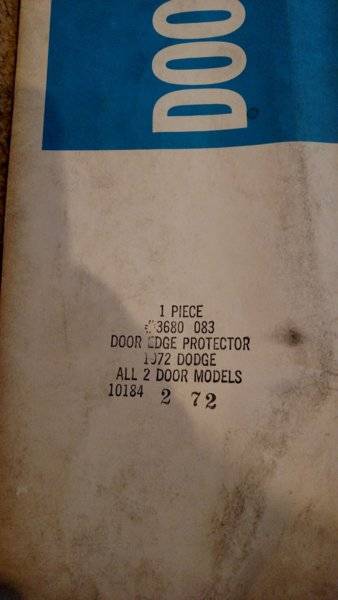 DOO
1 PIECE
3680 083
DOOR EDGE PROTECTOR
1972 DODGE
ALL 2 DOOR MODELS
10184 2 72